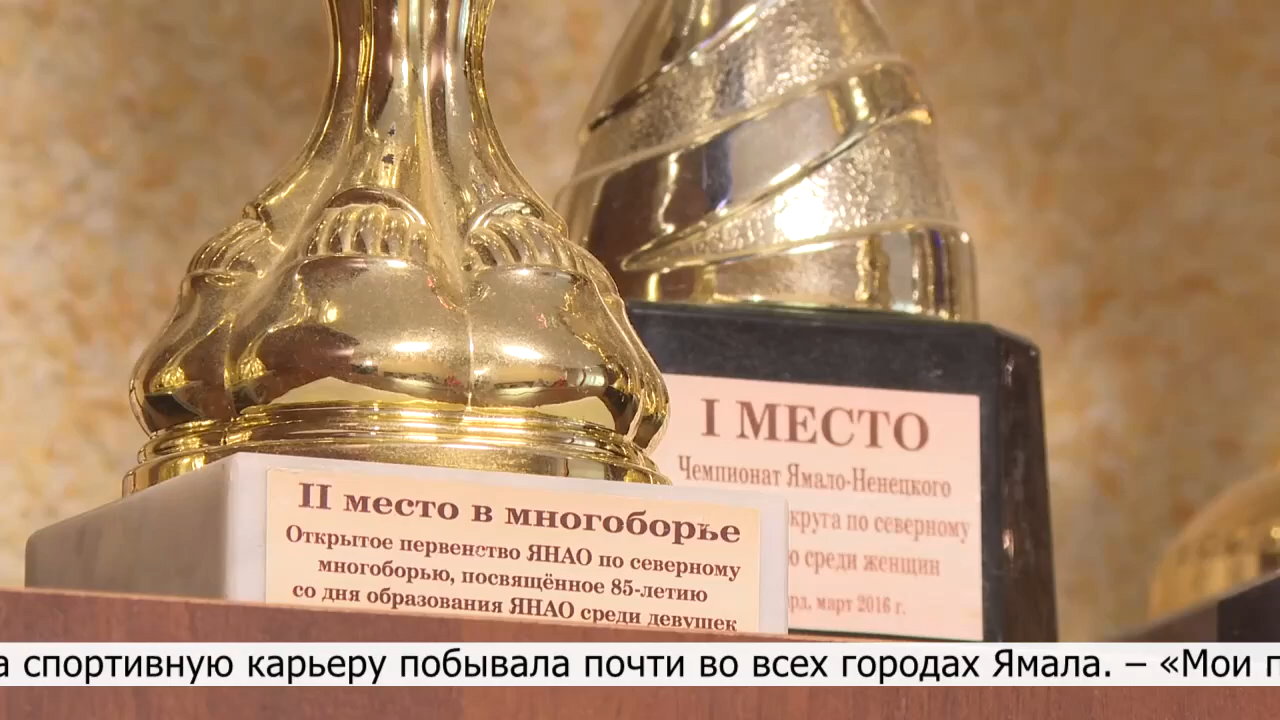 I МЕСТО
Чемпионат Ямало-Ненецкого
по северному
среди женщин
март 2016 г.
II место в многоборье
Открытое первенство ЯНАО по северному
многоборью, посвящённое 85-летию
со дня образования ЯНАО среди девушек
спортивную карьеру побывала почти во всех городах Ямала. – «Мои